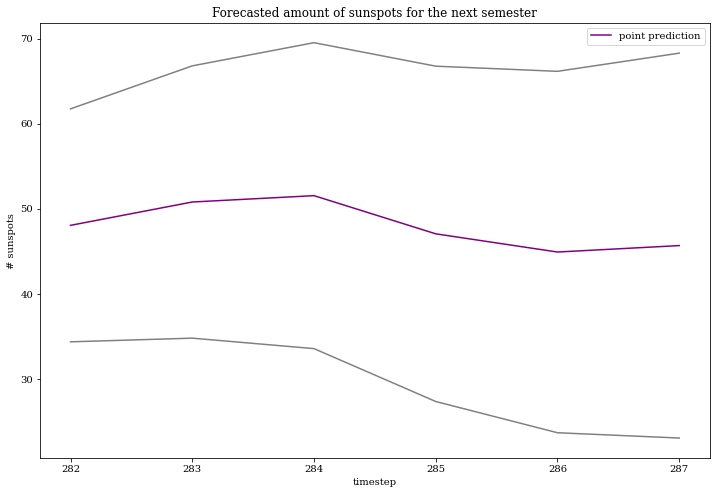 Forecasted amount of sunspots for the next semester
point prediction
70
60
50
40
30
# sunspots
282 283 284 285 286 287
timestep